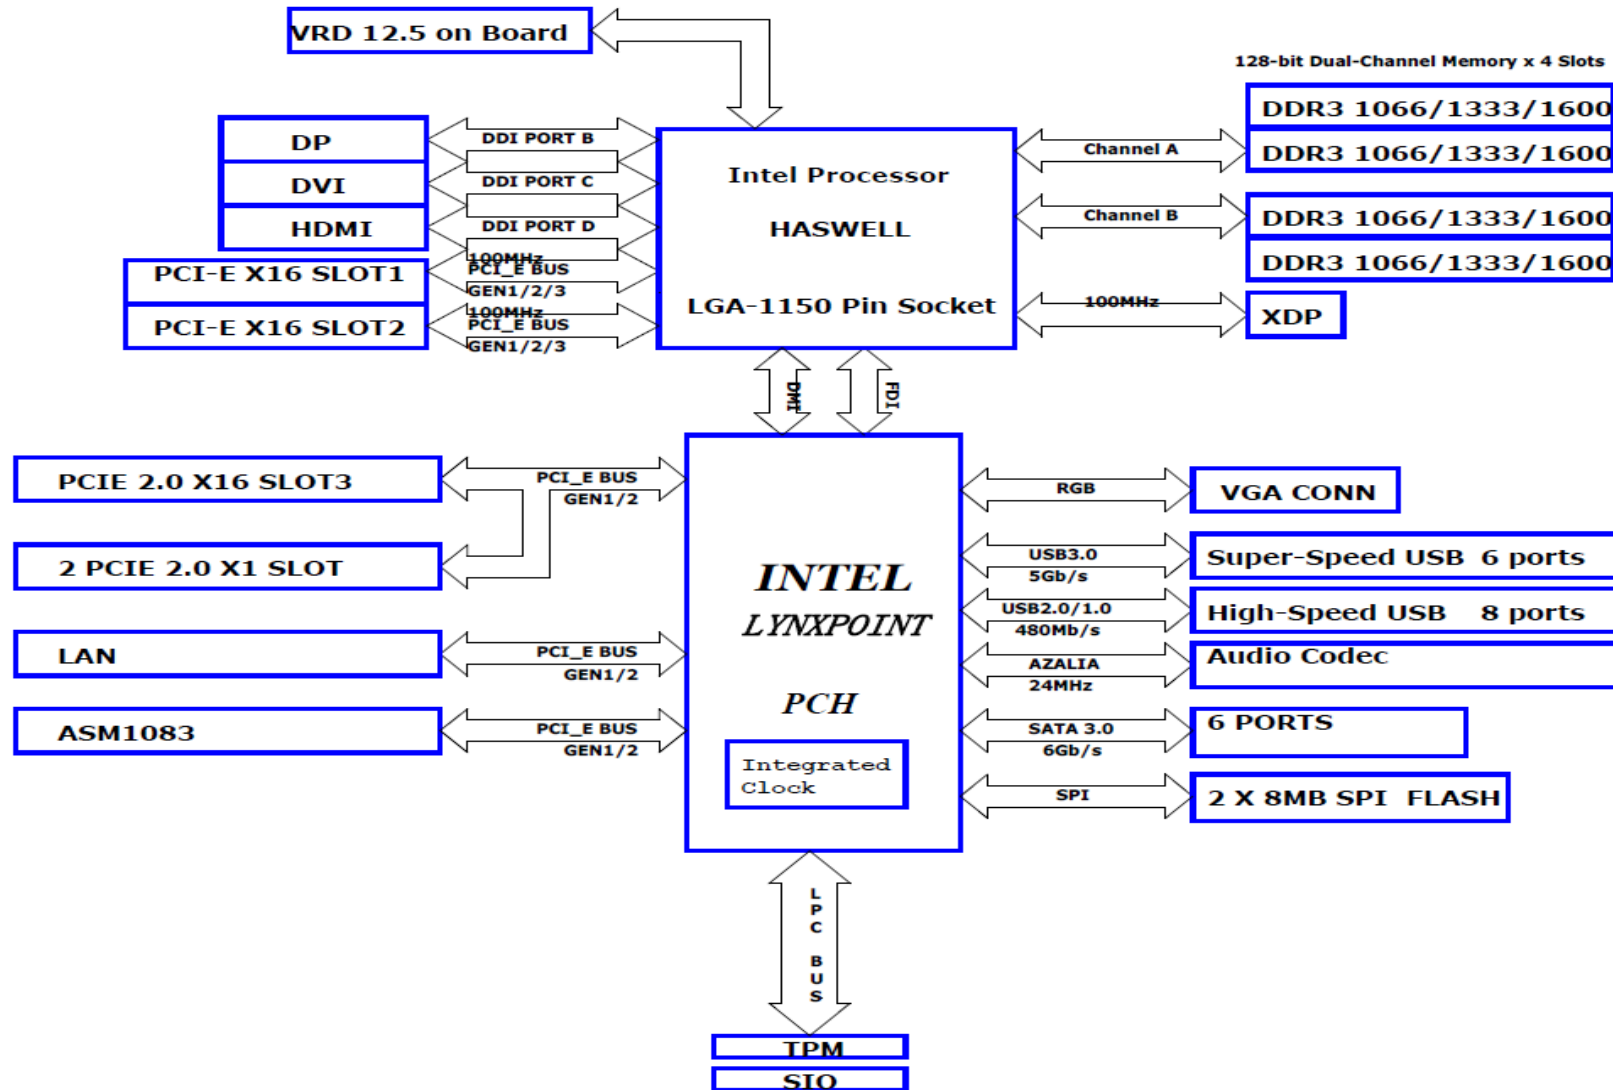 VRD 12.5 on Board
128-bit Dual-Channel Memory x 4 Slots
DDR3 1066/1333/1600
DDR3 1066/1333/1600
DDR3 1066/1333/1600
DDR3 1066/1333/1600
Channel A
Channel B
100MHz
XDP
DP
DVI
HDMI
PCI-E X16 SLOT1
PCI-E X16 SLOT2
DDI PORT B
DDI PORT C
DDI PORT D
100MHz
PCI_E BUS
GEN1/2/3
100MHz
PCI_E BUS
GEN1/2/3
Intel Processor
HASWELL
LGA-1150 Pin Socket
DMI
FDI
PCIE 2.0 X16 SLOT3
2 PCIE 2.0 X1 SLOT
LAN
ASM1083
PCI_E BUS
GEN1/2
PCI_E BUS
GEN1/2
PCI_E BUS
GEN1/2
INTEL
LYNXPOINT
PCH
Integrated
Clock
RGB
VGA CONN
USB3.0
5Gb/s
Super-Speed USB 6 ports
USB2.0/1.0
480Mb/s
High-Speed USB 8 ports
AZALIA
24MHz
Audio Codec
SATA 3.0
6Gb/s
6 PORTS
SPI
2 X 8MB SPI FLASH
LPC BUS
TPM
SIO